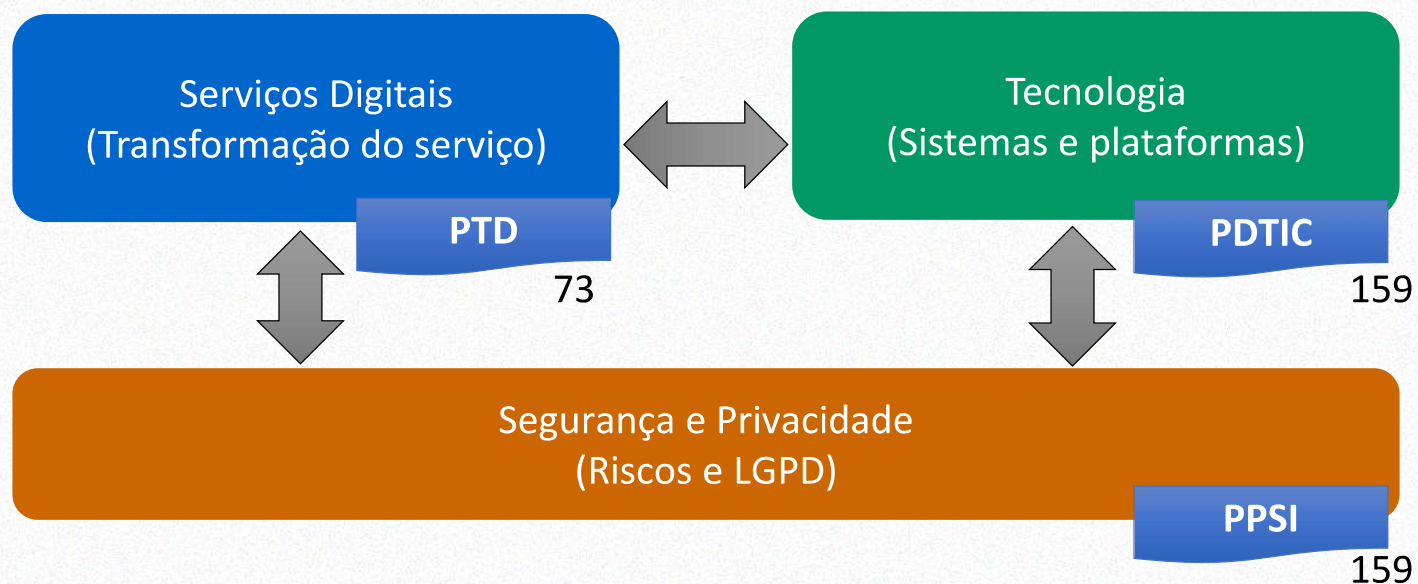 Serviços Digitais
(Transformação do serviço)
PTD
73
Tecnologia
(Sistemas e plataformas)
PDTIC
159
Segurança e Privacidade
(Riscos e LGPD)
PPSI
159